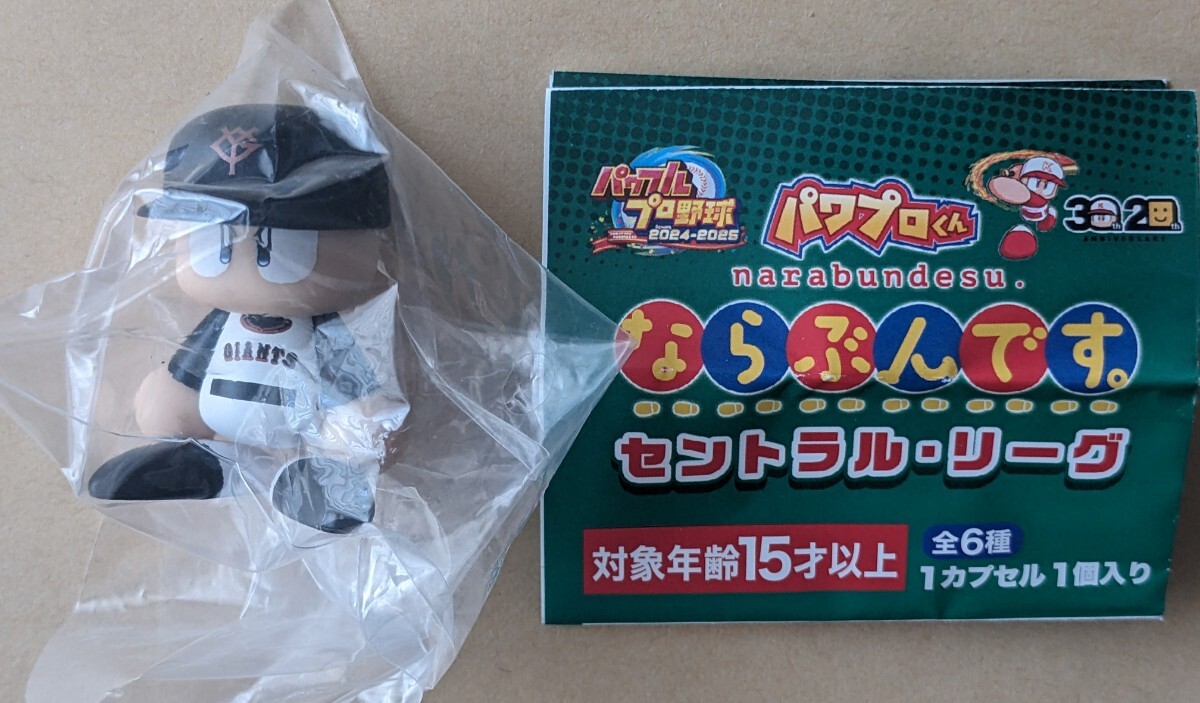 GIANTS
パワフル
プロ野球
2024-2025
パワプロくん
30th 20th
ANNIVERSARY
narabundesu.
ならぶんです。
セントラル・リーグ
対象年齢15才以上
全6種
1カプセル1個入り